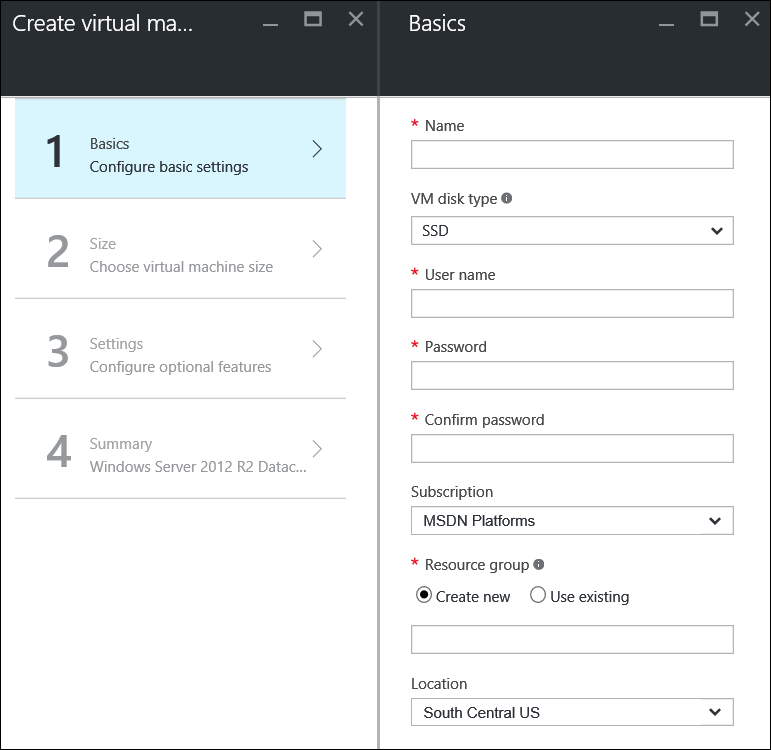 Create virtual ma...
1
Basics
Configure basic settings
2
Size
Choose virtual machine size
3
Settings
Configure optional features
4
Summary
Windows Server 2012 R2 Datac...
Basics
* Name
VM disk type
SSD
* User name
* Password
* Confirm password
Subscription
MSDN Platforms
* Resource group
Create new Use existing
Location
South Central US